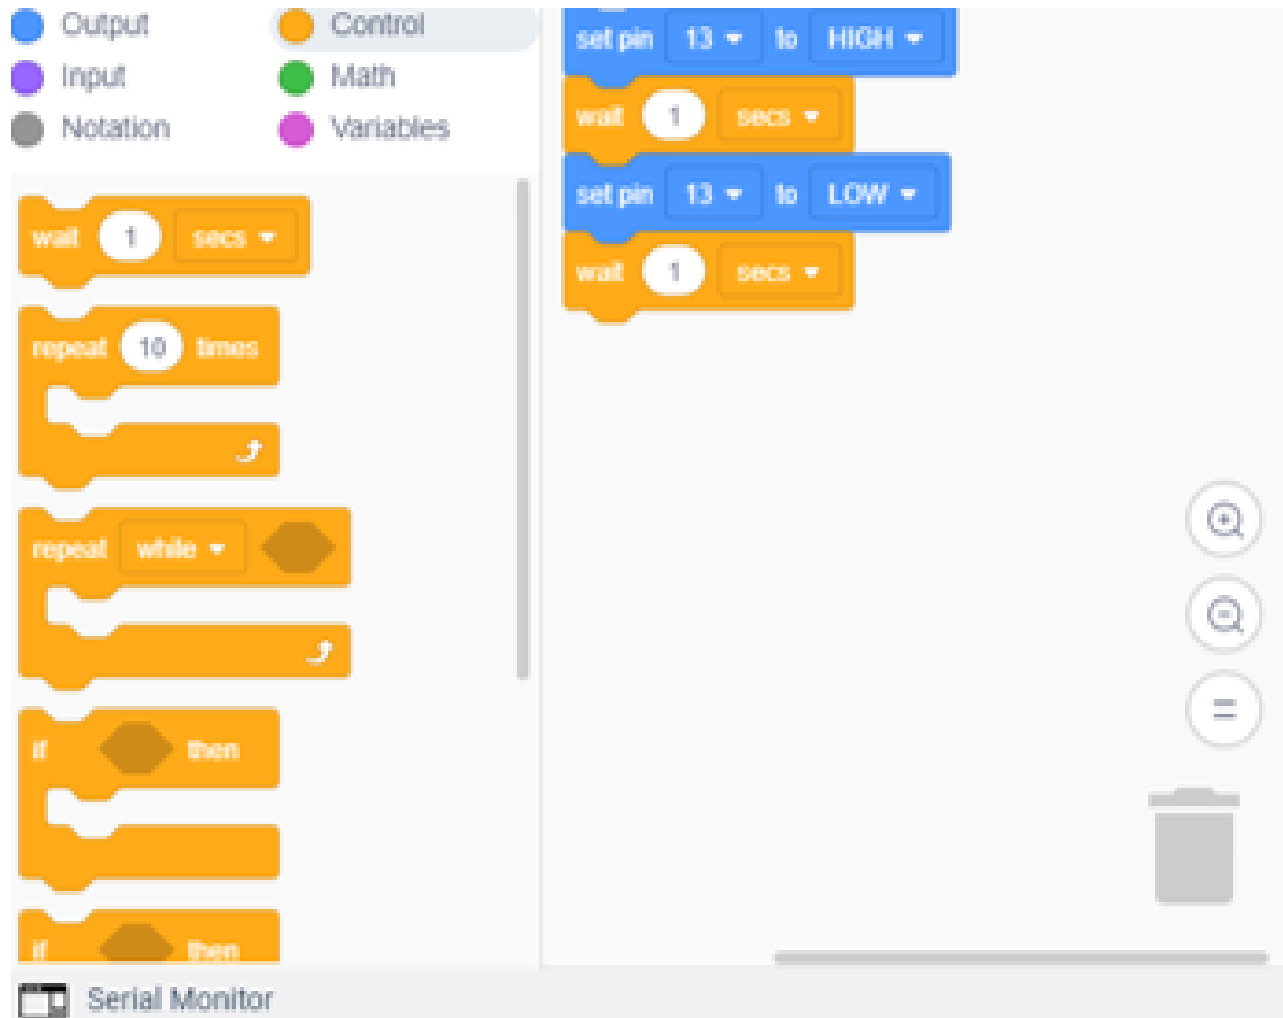 Output
Control
Input
Math
Notation
Variables
wait 1 secs
repeat 10 times
repeat while
if then
if then
set pin 13 to HIGH
wait 1 secs
set pin 13 to LOW
wait 1 secs
Serial Monitor